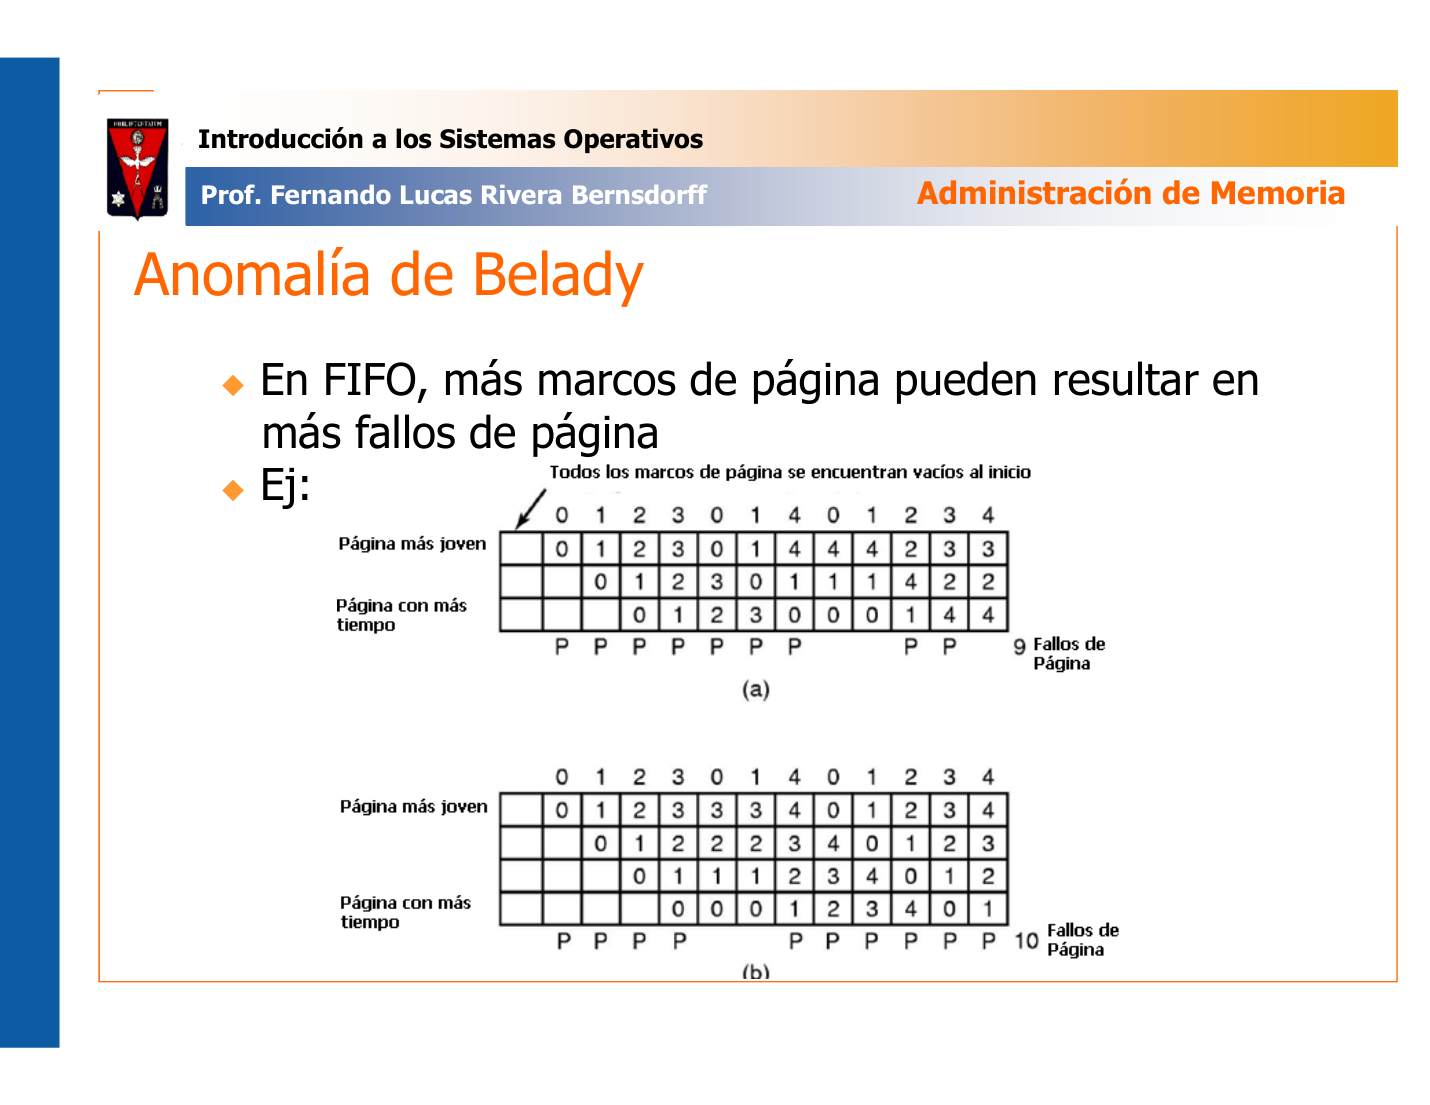 Introducción a los Sistemas Operativos
Prof. Fernando Lucas Rivera Bernsdorff
Administración de Memoria
Anomalía de Belady
En FIFO, más marcos de página pueden resultar en
más fallos de página
Ej:
Todos los marcos de página se encuentran vacíos al inicio
0 1 2 3 0 1 4 0 1 2 3 4
Página más joven 0 1 2 3 0 1 4 4 4 2 3 3
0 1 2 3 0 1 1 1 4 2 2
Página con más
tiempo
0 1 2 3 0 0 0 1 4 4
P P P P P P P P P 9 Fallos de
Página
(a)
0 1 2 3 0 1 4 0 1 2 3 4
Página más joven 0 1 2 3 3 3 4 0 1 2 3 4
0 1 2 2 2 3 4 0 1 2 3
0 1 1 1 2 3 4 0 1 2
Página con más
tiempo
0 0 0 1 2 3 4 0 1
P P P P P P P P P P 10 Fallos de
Página
(b)